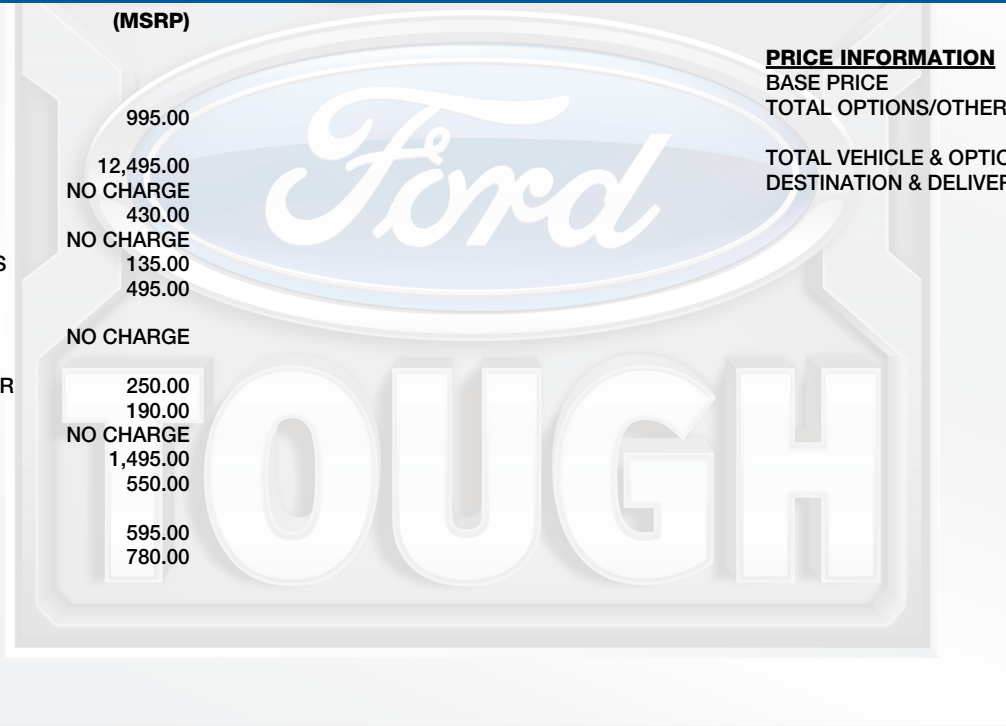 (MSRP)
995.00
12,495.00
NO CHARGE
430.00
NO CHARGE
S 135.00
495.00
NO CHARGE
R 250.00
190.00
NO CHARGE
1,495.00
550.00
595.00
780.00
PRICE INFORMATION
BASE PRICE
TOTAL OPTIONS/OTHER
TOTAL VEHICLE & OPTIO
DESTINATION & DELIVER
Ford
TOUGH